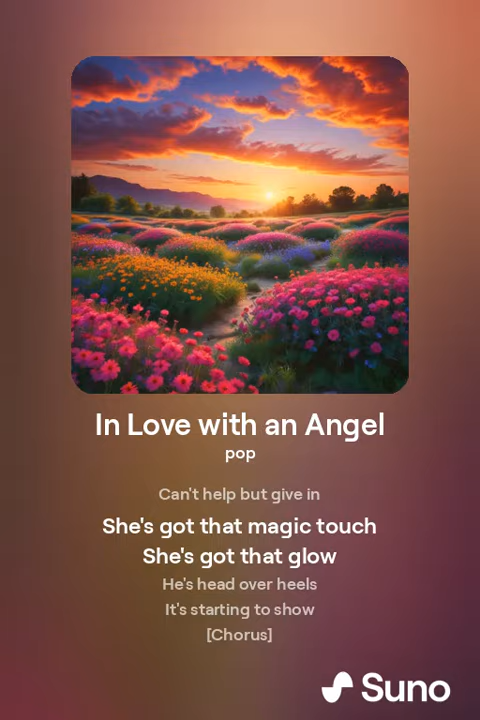 In Love with an Angel
pop
Can't help but give in
She's got that magic touch
She's got that glow
He's head over heels
It's starting to show
[Chorus]
Suno